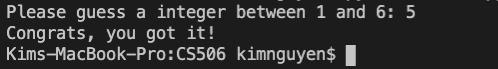 Please guess a integer between 1 and 6: 5
Congrats, you got it!
Kims-MacBook-Pro:CS506 kimnguyen$